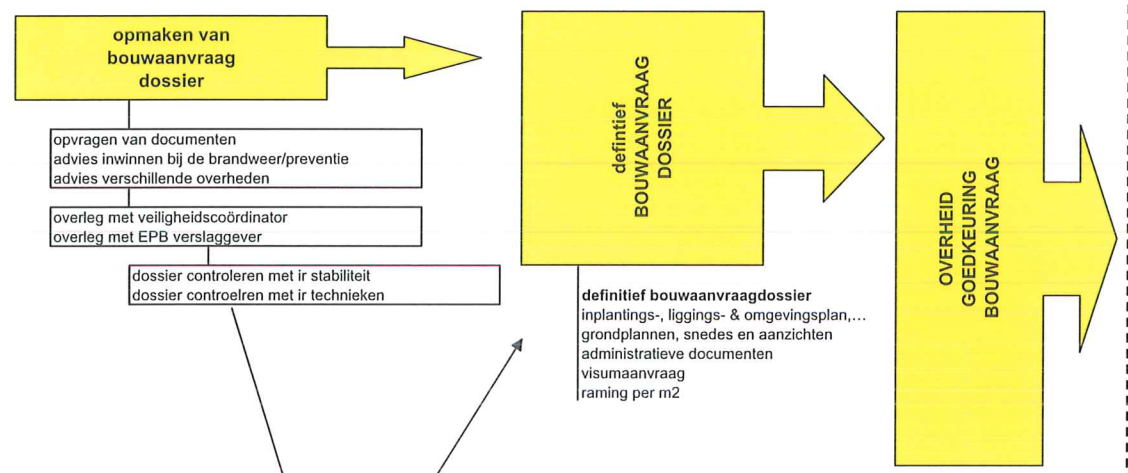 opmaken van
bouwaanvraag
dossier
opvragen van documenten
advies inwinnen bij de brandweer/preventie
advies verschillende overheden
overleg met veiligheidscoördinator
overleg met EPB verslaggever
dossier controleren met ir stabiliteit
dossier controelren met ir technieken
defintief
BOUWAANVRAAG
DOSSIER
definitief bouwaanvraagdossier
inplantings-, liggings- & omgevingsplan,...
grondplannen, snedes en aanzichten
administratieve documenten
visumaanvraag
raming per m2
OVERHEID
GOEDKEURING
BOUWAANVRAAG